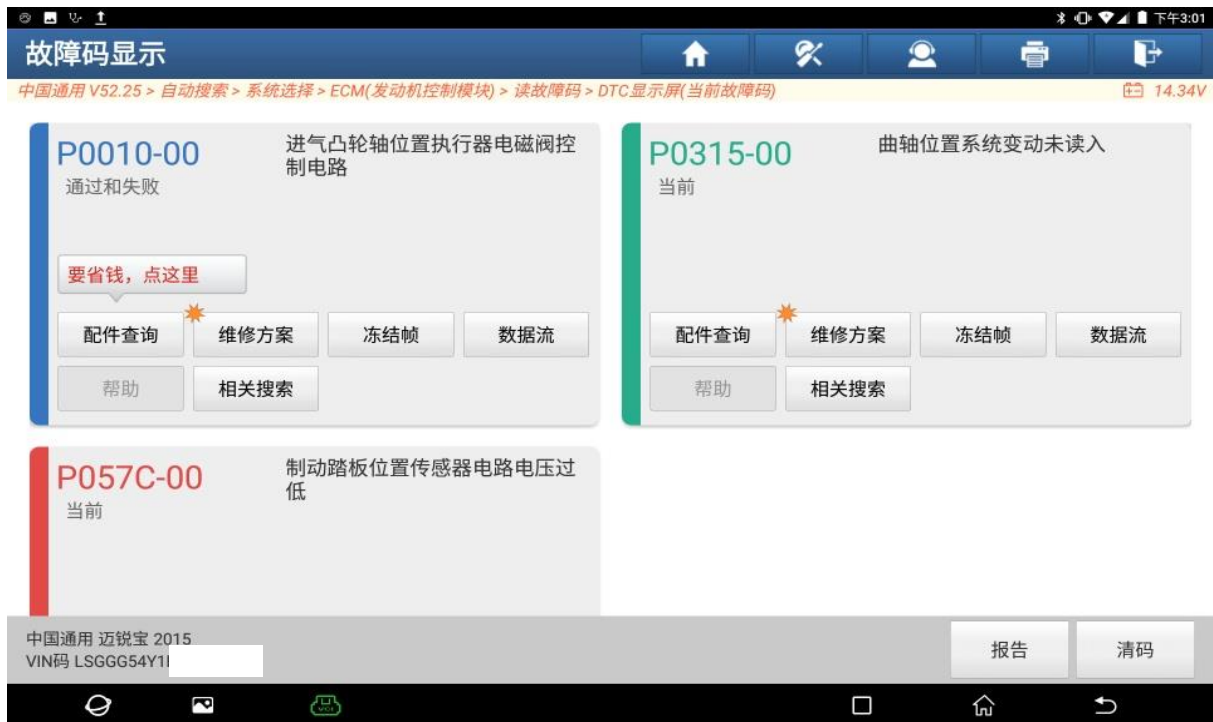 下午3:01
故障码显示
中国通用 V52.25 > 自动搜索 > 系统选择 > ECM(发动机控制模块) > 读故障码 > DTC显示屏(当前故障码)
14.34V
P0010-00
进气凸轮轴位置执行器电磁阀控
制电路
通过和失败
要省钱，点这里
配件查询
维修方案
冻结帧
数据流
帮助
相关搜索
P0315-00
曲轴位置系统变动未读入
当前
配件查询
维修方案
冻结帧
数据流
帮助
相关搜索
P057C-00
制动踏板位置传感器电路电压过
低
当前
中国通用 迈锐宝 2015
VIN码 LSGGG54Y1
报告
清码
VCI